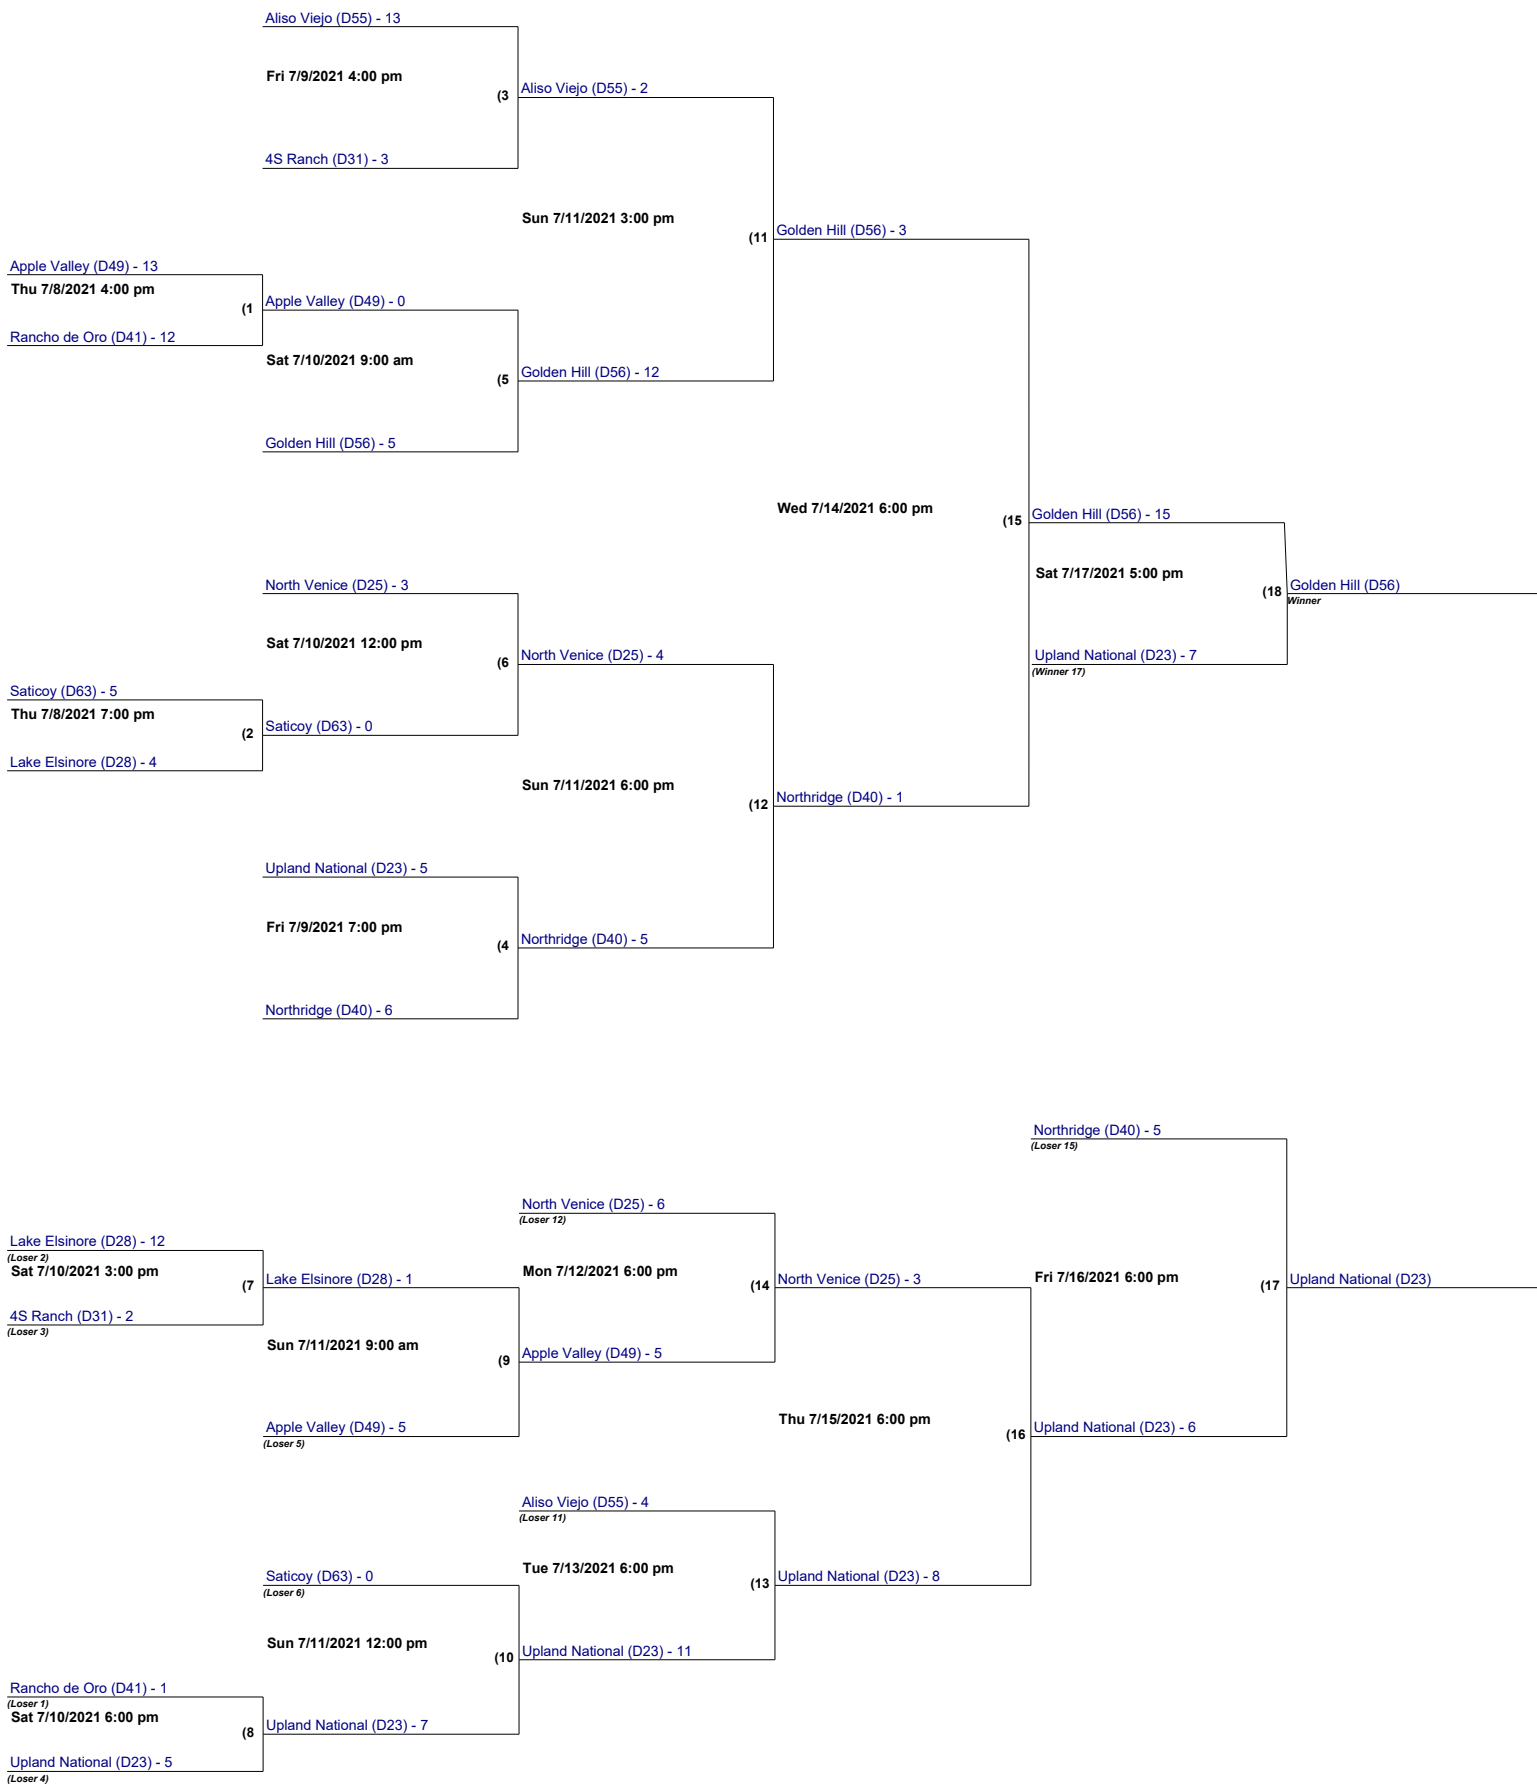 Aliso Viejo (D55) - 13
Fri 7/9/2021 4:00 pm
(3
Aliso Viejo (D55) - 2
4S Ranch (D31) - 3
Sun 7/11/2021 3:00 pm
(11
Golden Hill (D56) - 3
Apple Valley (D49) - 13
Thu 7/8/2021 4:00 pm
(1
Apple Valley (D49) - 0
Rancho de Oro (D41) - 12
Sat 7/10/2021 9:00 am
(5
Golden Hill (D56) - 12
Golden Hill (D56) - 5
Wed 7/14/2021 6:00 pm
(15
Golden Hill (D56) - 15
Sat 7/17/2021 5:00 pm
(18
Golden Hill (D56)
Winner
North Venice (D25) - 3
Sat 7/10/2021 12:00 pm
(6
North Venice (D25) - 4
Upland National (D23) - 7
(Winner 17)
Saticoy (D63) - 5
Thu 7/8/2021 7:00 pm
(2
Saticoy (D63) - 0
Lake Elsinore (D28) - 4
Sun 7/11/2021 6:00 pm
(12
Northridge (D40) - 1
Upland National (D23) - 5
Fri 7/9/2021 7:00 pm
(4
Northridge (D40) - 5
Northridge (D40) - 6
Northridge (D40) - 5
(Loser 15)
North Venice (D25) - 6
(Loser 12)
Lake Elsinore (D28) - 12
(Loser 2)
Sat 7/10/2021 3:00 pm
(7
Lake Elsinore (D28) - 1
Mon 7/12/2021 6:00 pm
(14
North Venice (D25) - 3
Fri 7/16/2021 6:00 pm
(17
Upland National (D23)
4S Ranch (D31) - 2
(Loser 3)
Sun 7/11/2021 9:00 am
(9
Apple Valley (D49) - 5
Apple Valley (D49) - 5
(Loser 5)
Thu 7/15/2021 6:00 pm
(16
Upland National (D23) - 6
Aliso Viejo (D55) - 4
(Loser 11)
Saticoy (D63) - 0
(Loser 6)
Tue 7/13/2021 6:00 pm
(13
Upland National (D23) - 8
Sun 7/11/2021 12:00 pm
(10
Upland National (D23) - 11
Rancho de Oro (D41) - 1
(Loser 1)
Sat 7/10/2021 6:00 pm
(8
Upland National (D23) - 7
Upland National (D23) - 5
(Loser 4)